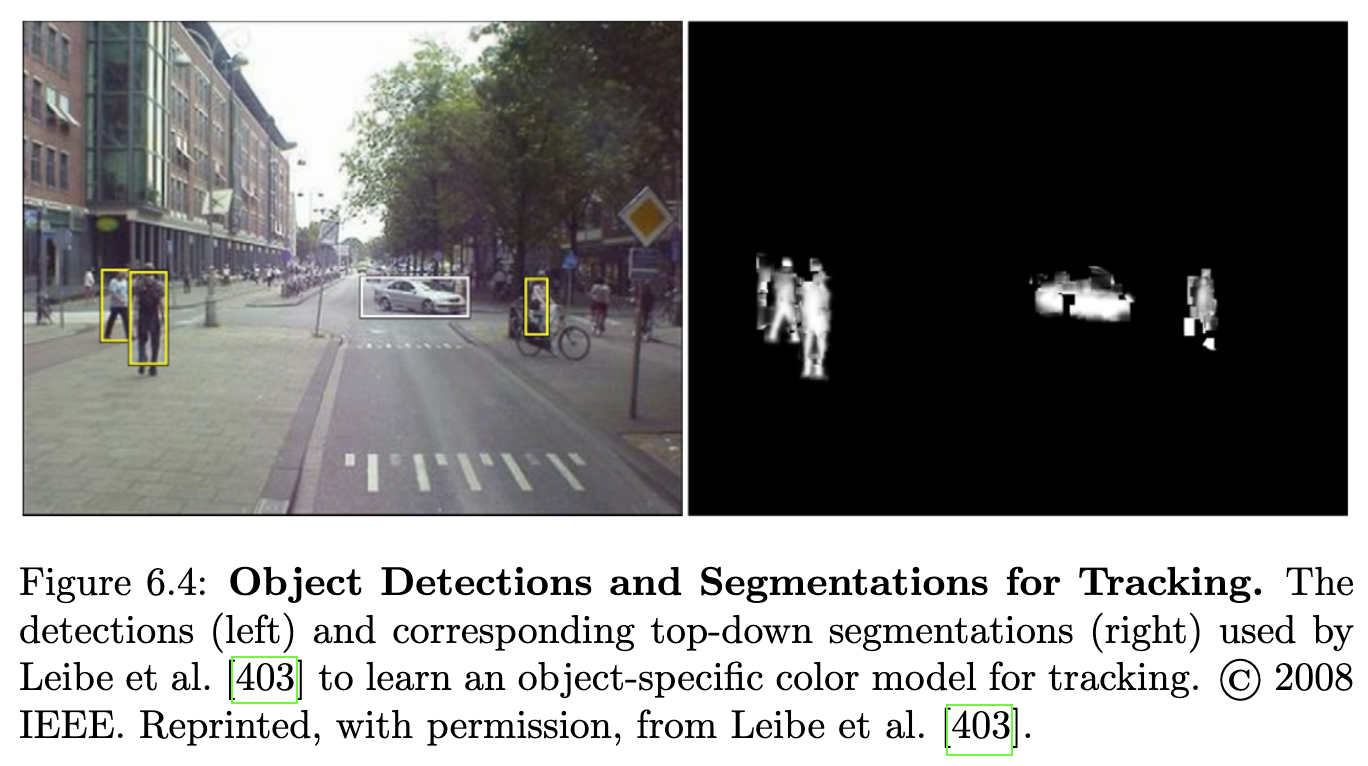 Figure 6.4: Object Detections and Segmentations for Tracking. The
detections (left) and corresponding top-down segmentations (right) used by
Leibe et al. [403] to learn an object-specific color model for tracking. © 2008
IEEE. Reprinted, with permission, from Leibe et al. [403].